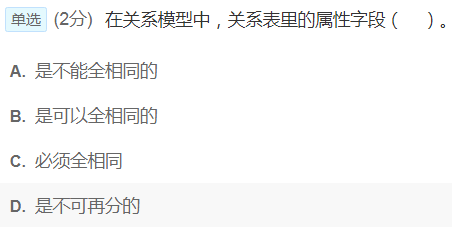 单选 (2分) 在关系模型中，关系表里的属性字段（ ）。
A. 是不能全相同的
B. 是可以全相同的
C. 必须全相同
D. 是不可再分的